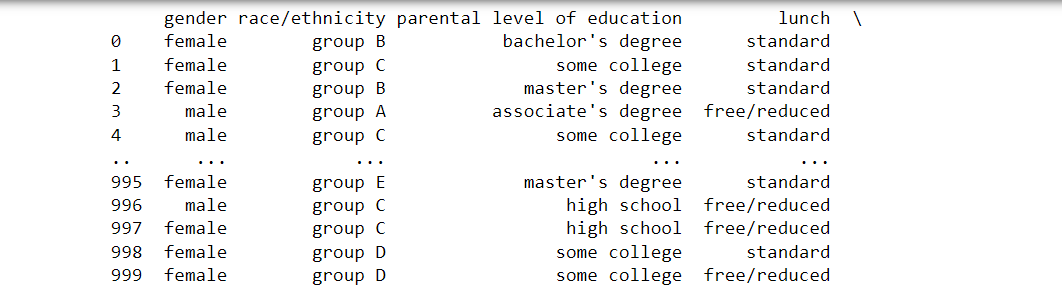 gender race/ethnicity parental level of education lunch \
0 female group B bachelor's degree standard
1 female group C some college standard
2 female group B master's degree standard
3 male group A associate's degree free/reduced
4 male group C some college standard
.. ... ... ... ...
995 female group E master's degree standard
996 male group C high school free/reduced
997 female group C high school free/reduced
998 female group D some college standard
999 female group D some college free/reduced